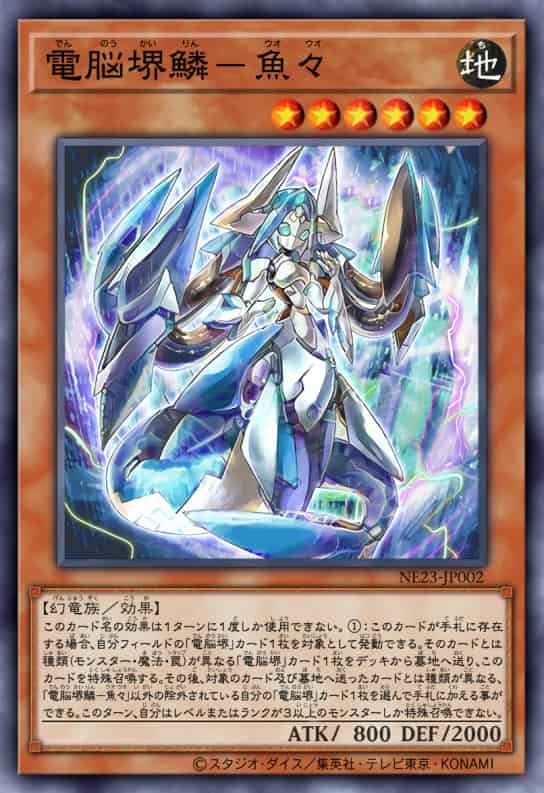 電脳堺鱗－魚々
でん のう かい りん ウオ ウオ
地
ち
NE23-JP002
【幻竜族／効果】
このカード名の効果は1ターンに1度しか使用できない。①：このカードが手札に存在
する場合、自分フィールドの「電脳堺」カード1枚を対象として発動できる。そのカードとは
種類（モンスター・魔法・罠）が異なる「電脳堺」カード1枚をデッキから墓地へ送り、この
カードを特殊召喚する。その後、対象のカード及び墓地へ送ったカードとは種類が異なる、
「電脳堺鱗－魚々」以外の除外されている自分の「電脳堺」カード1枚を選んで手札に加える事が
できる。このターン、自分はレベルまたはランクが3以上のモンスターしか特殊召喚できない。
ATK/ 800 DEF/2000
©スタジオ・ダイス／集英社・テレビ東京・KONAMI